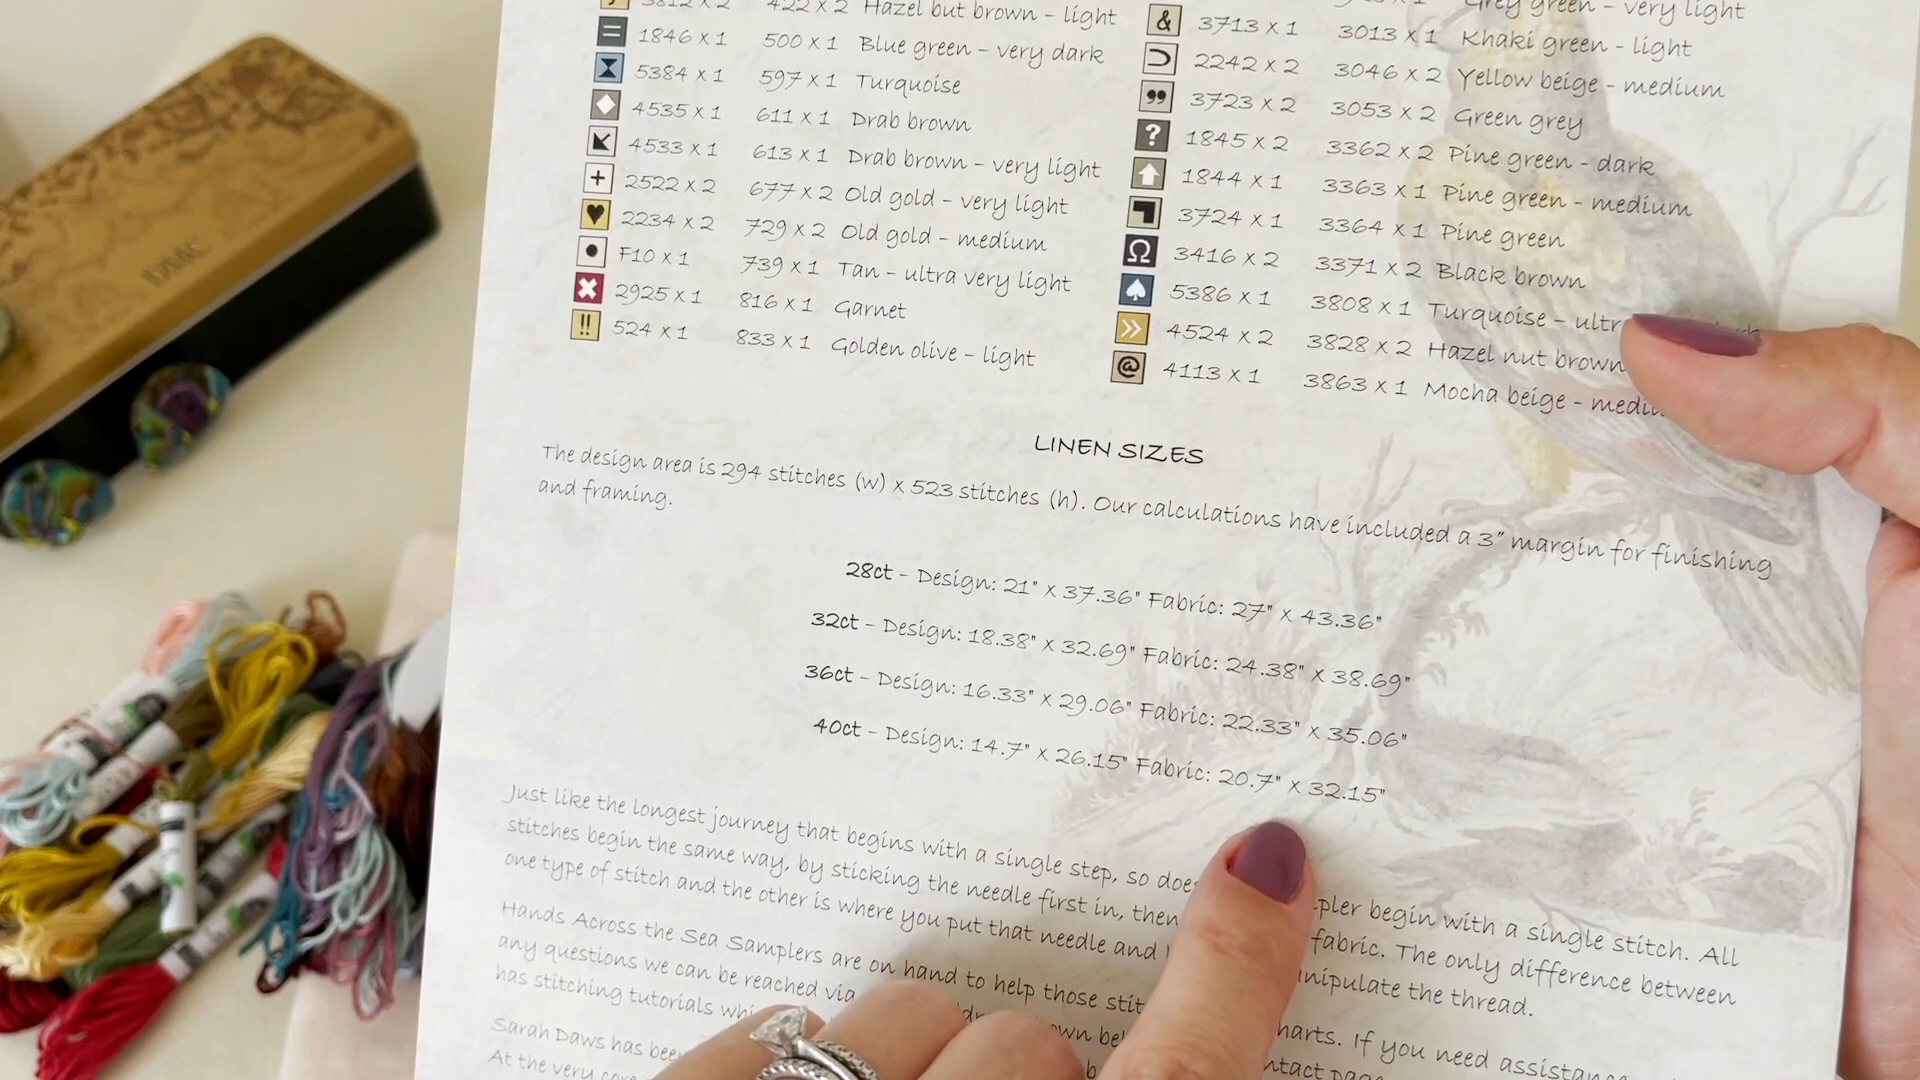 3812 x 2 422 x 2 Hazel but brown - light
1846 x 1 500 x 1 Blue green - very dark
5384 x 1 597 x 1 Turquoise
4535 x 1 611 x 1 Drab brown
4533 x 1 613 x 1 Drab brown - very light
+ 2522 x 2 677 x 2 Old gold - very light
2234 x 2 729 x 2 Old gold - medium
F10 x 1 739 x 1 Tan - ultra very light
2925 x 1 816 x 1 Garnet
!! 524 x 1 833 x 1 Golden olive - light
Grey green - very light
& 3713 x 1 3013 x 1 Khaki green - light
2242 x 2 3046 x 2 Yellow beige - medium
3723 x 2 3053 x 2 Green grey
? 1845 x 2 3362 x 2 Pine green - dark
1844 x 1 3363 x 1 Pine green - medium
3724 x 1 3364 x 1 Pine green
Ω 3416 x 2 3371 x 2 Black brown
5386 x 1 3808 x 1 Turquoise -
4524 x 2 3828 x 2 Hazel nut brown
@ 4113 x 1 3863 x 1 Mocha beige -
LINEN SIZES
The design area is 294 stitches (w) x 523 stitches (h). Our calculations have included a 3" margin for finishing
and framing.
28ct - Design: 21" x 37.36" Fabric: 27" x 43.36"
32ct - Design: 18.38" x 32.69" Fabric: 24.38" x 38.69"
36ct - Design: 16.33" x 29.06" Fabric: 22.33" x 35.06"
40ct - Design: 14.7" x 26.15" Fabric: 20.7" x 32.15"
Just like the longest journey that begins with a single step, so begin with a single stitch. All
stitches begin the same way, by sticking the needle first in, then fabric. The only difference between
one type of stitch and the other is where you put that needle and the thread.
Hands Across the Sea Samplers are on hand to help those charts. If you need
any questions we can be reached via
has stitching tutorials
Sarah Daws has
At the very
DMC